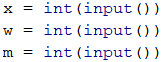 x = int(input())
w = int(input())
m = int(input())